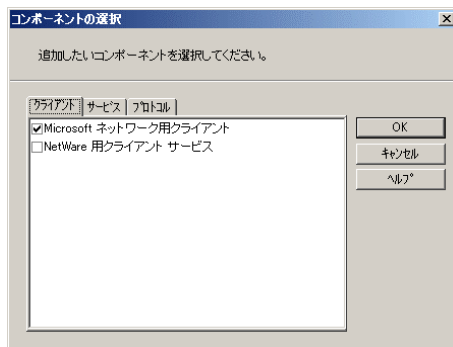 コンポーネントの選択
追加したいコンポーネントを選択してください。
クライアント サービス プロトコル
Microsoft ネットワーク用クライアント
NetWare 用クライアント サービス
OK
キャンセル
ヘルプ